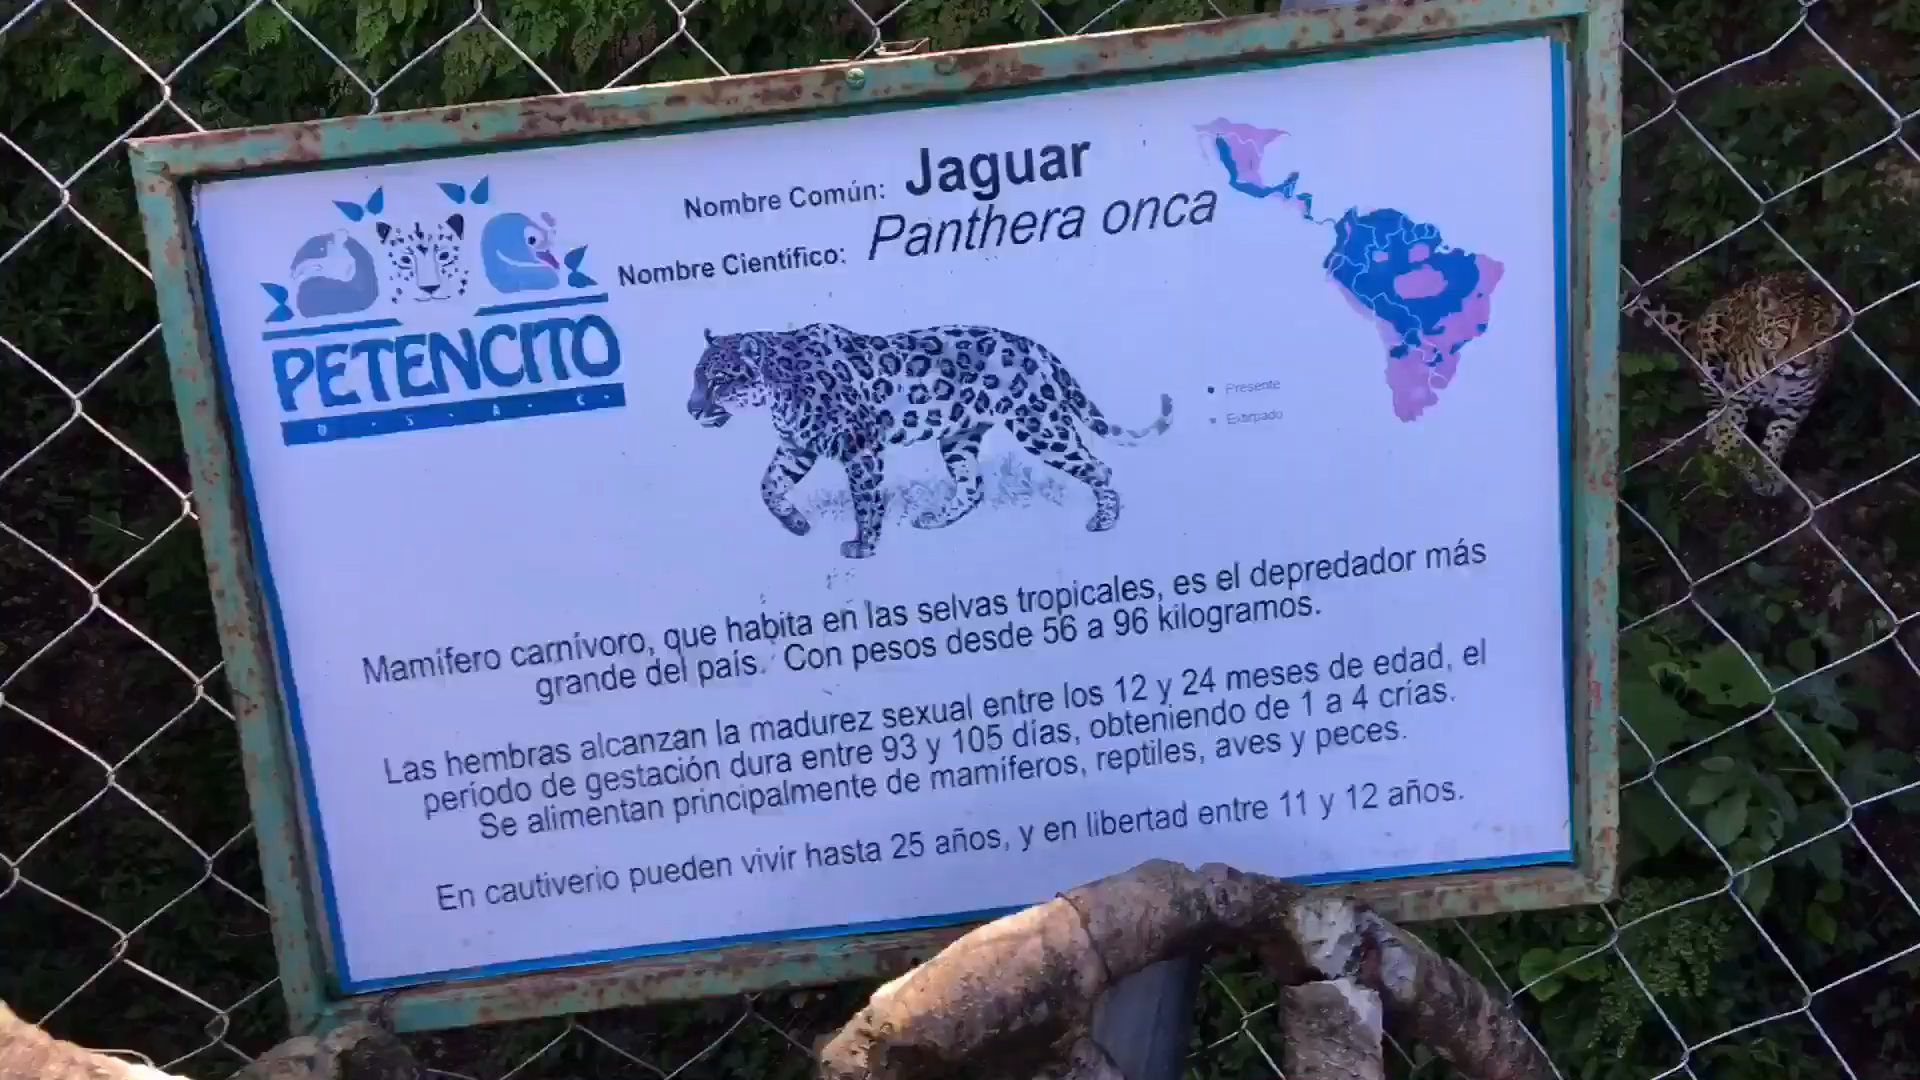 PETENCITO
D . S . A . C .
Nombre Común: Jaguar
Nombre Científico: Panthera onca
Presente
Extirpado
Mamífero carnívoro, que habita en las selvas tropicales, es el depredador más
grande del país. Con pesos desde 56 a 96 kilogramos.
Las hembras alcanzan la madurez sexual entre los 12 y 24 meses de edad, el
período de gestación dura entre 93 y 105 días, obteniendo de 1 a 4 crías.
Se alimentan principalmente de mamíferos, reptiles, aves y peces.
En cautiverio pueden vivir hasta 25 años, y en libertad entre 11 y 12 años.